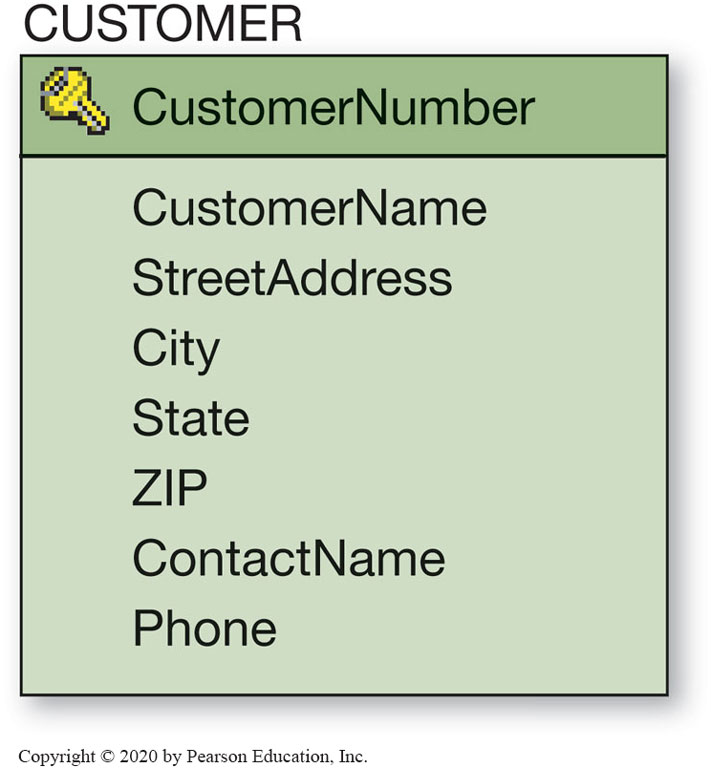 CUSTOMER
CustomerNumber
CustomerName
StreetAddress
City
State
ZIP
ContactName
Phone
Copyright © 2020 by Pearson Education, Inc.